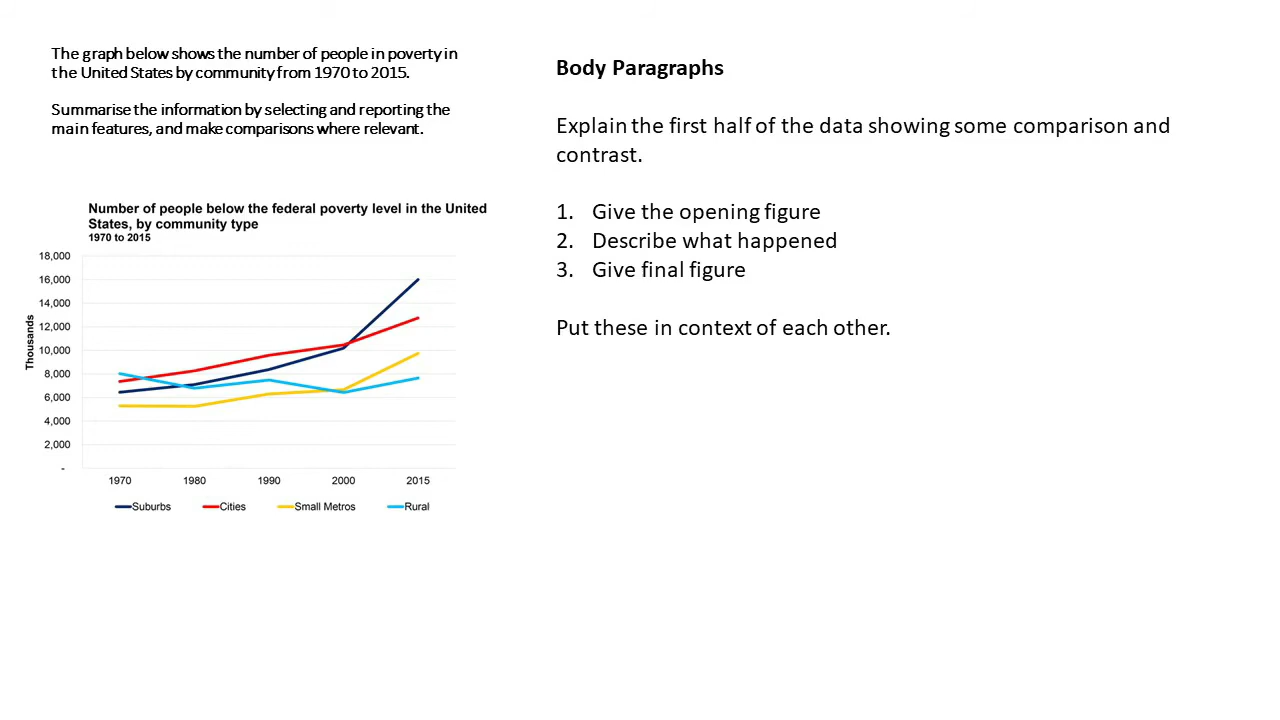 The graph below shows the number of people in poverty in
the United States by community from 1970 to 2015.
Summarise the information by selecting and reporting the
main features, and make comparisons where relevant.
Number of people below the federal poverty level in the United
States, by community type
1970 to 2015
Thousands
18,000
16,000
14,000
12,000
10,000
8,000
6,000
4,000
2,000
-
1970 1980 1990 2000 2015
Suburbs Cities Small Metros Rural
Body Paragraphs
Explain the first half of the data showing some comparison and
contrast.
1. Give the opening figure
2. Describe what happened
3. Give final figure
Put these in context of each other.